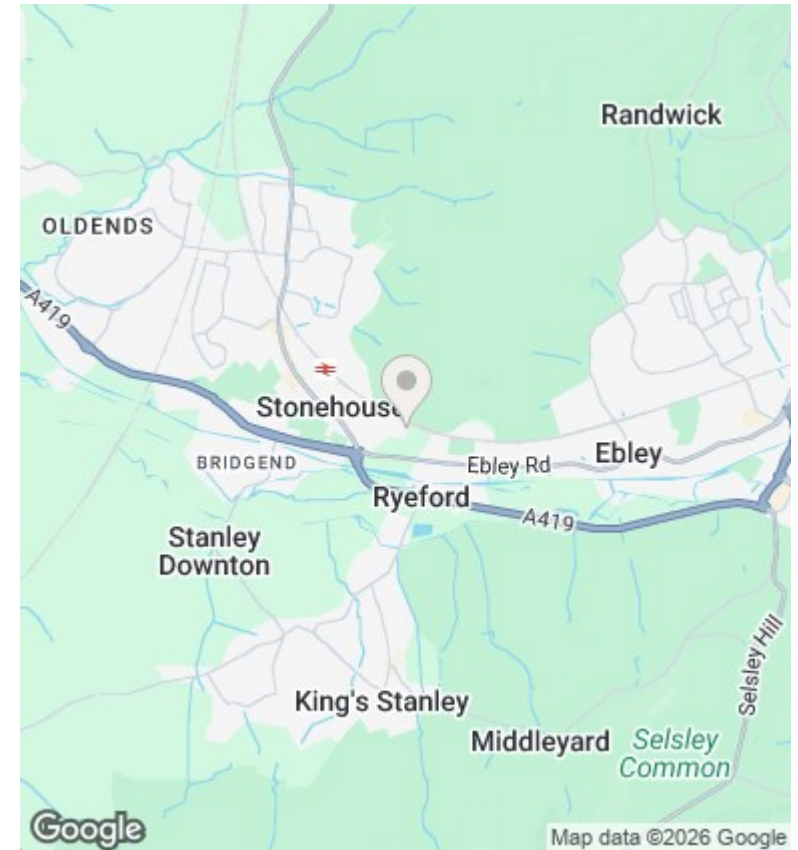 Randwick
OLDENDS
A419
Stonehouse
BRIDGEND
Ebley Rd
Ebley
Ryeford
A419
Stanley
Downton
King's Stanley
Middleyard
Selsley
Common
Selsley Hill
Google
Map data ©2026 Google